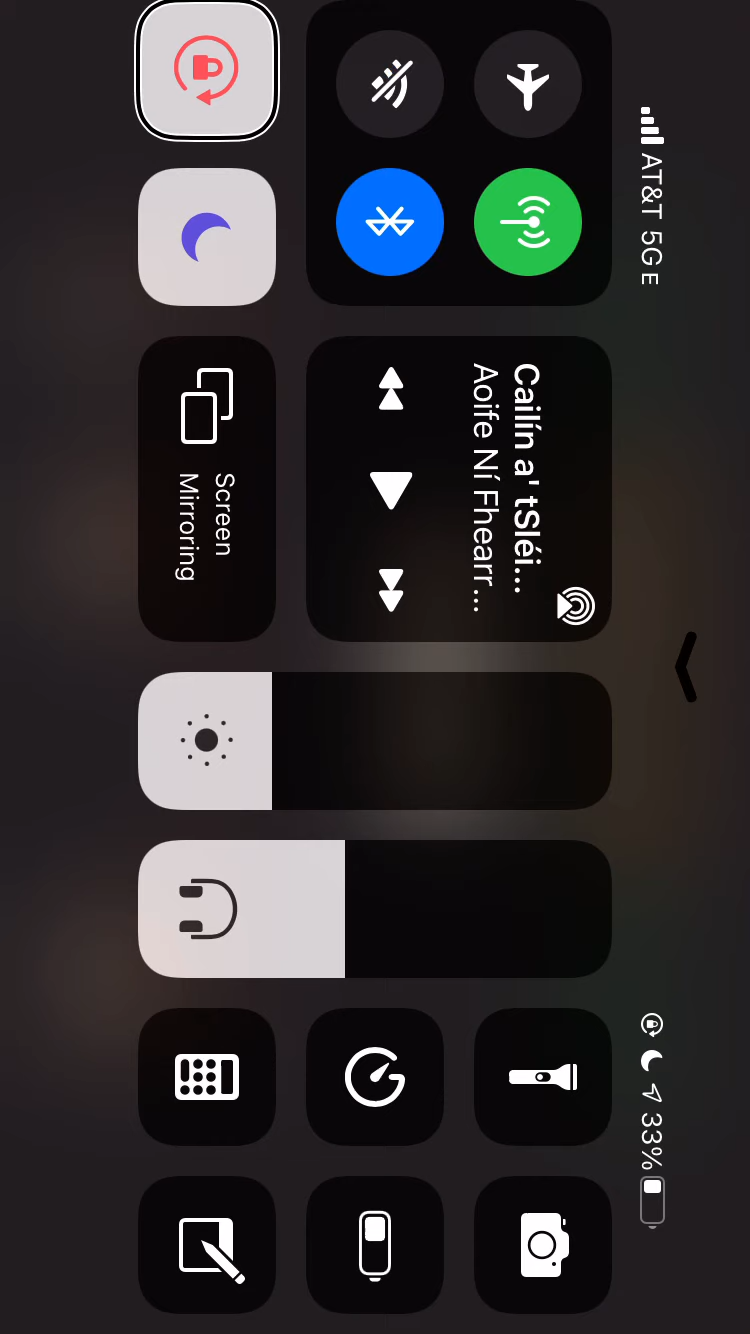 AT&T 5G E
33%
Cailín a' tSléi...
Aoife Ní Fhearr...
Screen
Mirroring